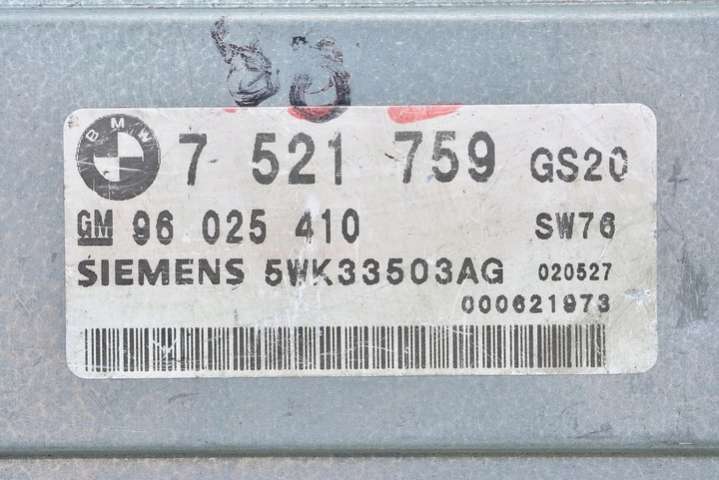 BMW 7 521 759 GS20
GM 96 025 410 SW76
SIEMENS 5WK33503AG 020527
000621973